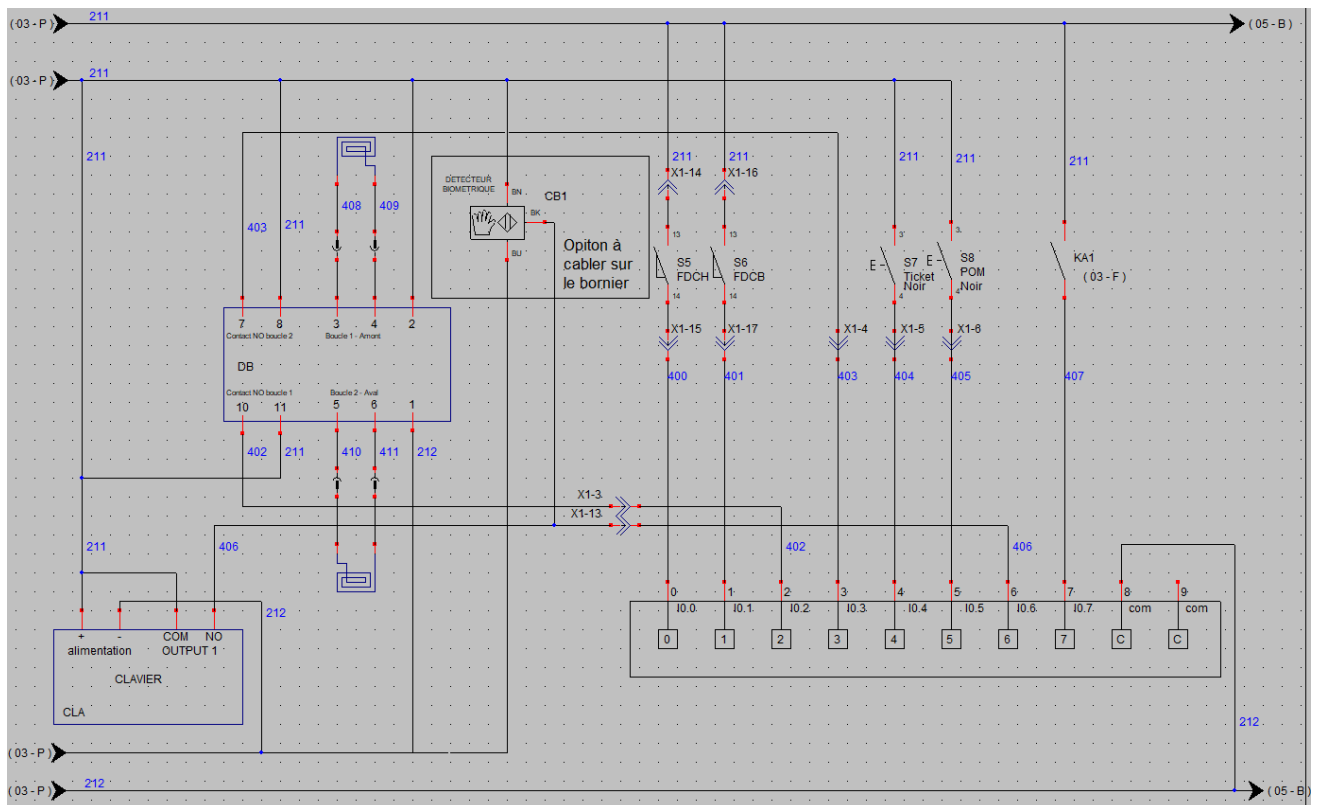 ( 03 - P )
211
( 05 - B )
( 03 - P )
211
211
403
211
408
409
DETECTEUR
BIOMETRIQUE
BN
CB1
BK
BU
Opiton à
cabler sur
le bornier
211
X1-14
211
X1-16
211
211
211
13
S5
FDCH
14
13
S6
FDCB
14
3
E
S7
Ticket
Noir
4
3
E
S8
POM
Noir
4
KA1
( 03 - F )
7
8
3
4
2
Contact NO boucle 2
Boucle 1 - Amont
DB
Contact NO boucle 1
Boucle 2 - Aval
10
11
5
6
1
X1-15
X1-17
X1-4
X1-5
X1-6
400
401
403
404
405
407
402
211
410
411
212
X1-3
X1-13
211
406
402
406
212
0
1
2
3
4
5
6
7
8
9
I0.0.
I0.1.
I0.2.
I0.3.
I0.4
I0.5
I0.6.
I0.7.
com
com
0
1
2
3
4
5
6
7
C
C
+
-
COM
NO
alimentation
OUTPUT 1
CLAVIER
CLA
212
( 03 - P )
( 03 - P )
212
( 05 - B )